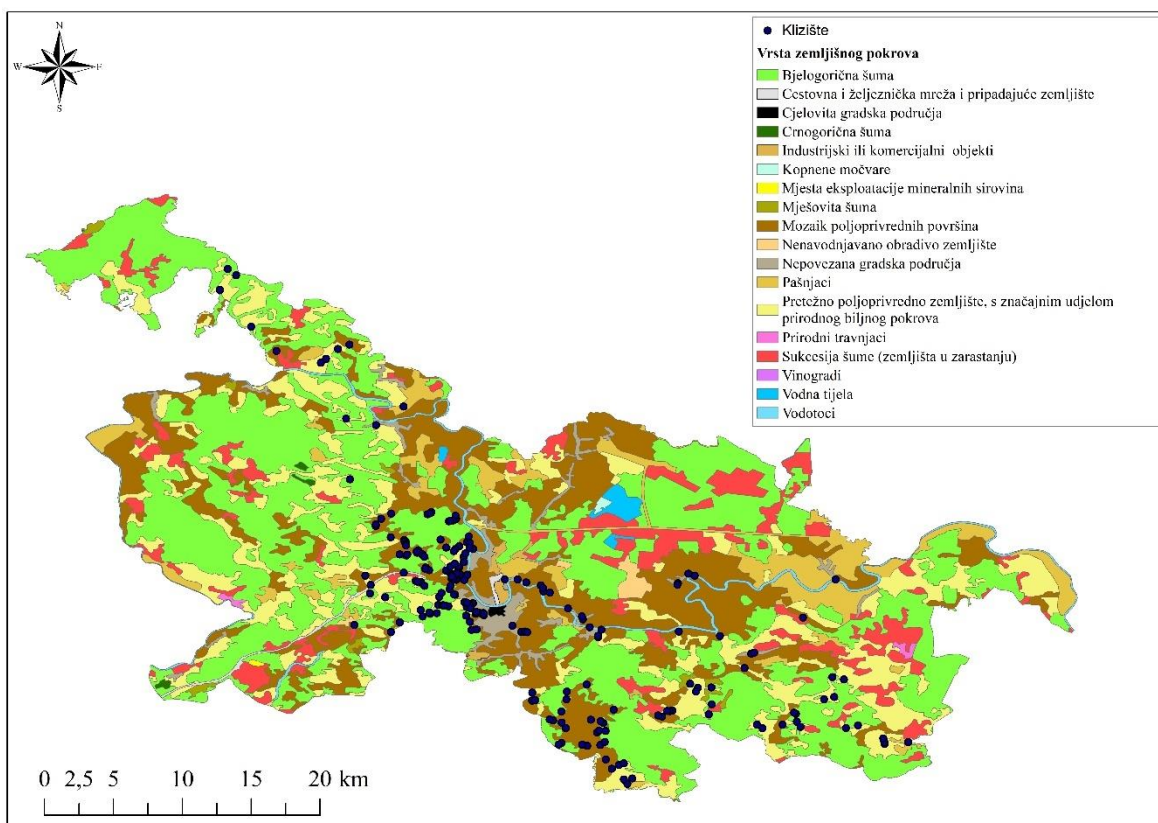 N
W
E
S
Klizište
Vrsta zemljišnog pokrova
Bjelogorična šuma
Cestovna i željeznička mreža i pripadajuće zemljište
Cjelovita gradska područja
Crnogorična šuma
Industrijski ili komercijalni objekti
Kopnene močvare
Mjesta eksploatacije mineralnih sirovina
Mješovita šuma
Mozaik poljoprivrednih površina
Nenavodnjavano obradivo zemljište
Nepovezana gradska područja
Pašnjaci
Pretežno poljoprivredno zemljište, s značajnim udjelom
prirodnog biljnog pokrova
Prirodni travnjaci
Sukcesija šume (zemljišta u zarastanju)
Vinogradi
Vodna tijela
Vodotoci
0 2,5 5 10 15 20 km